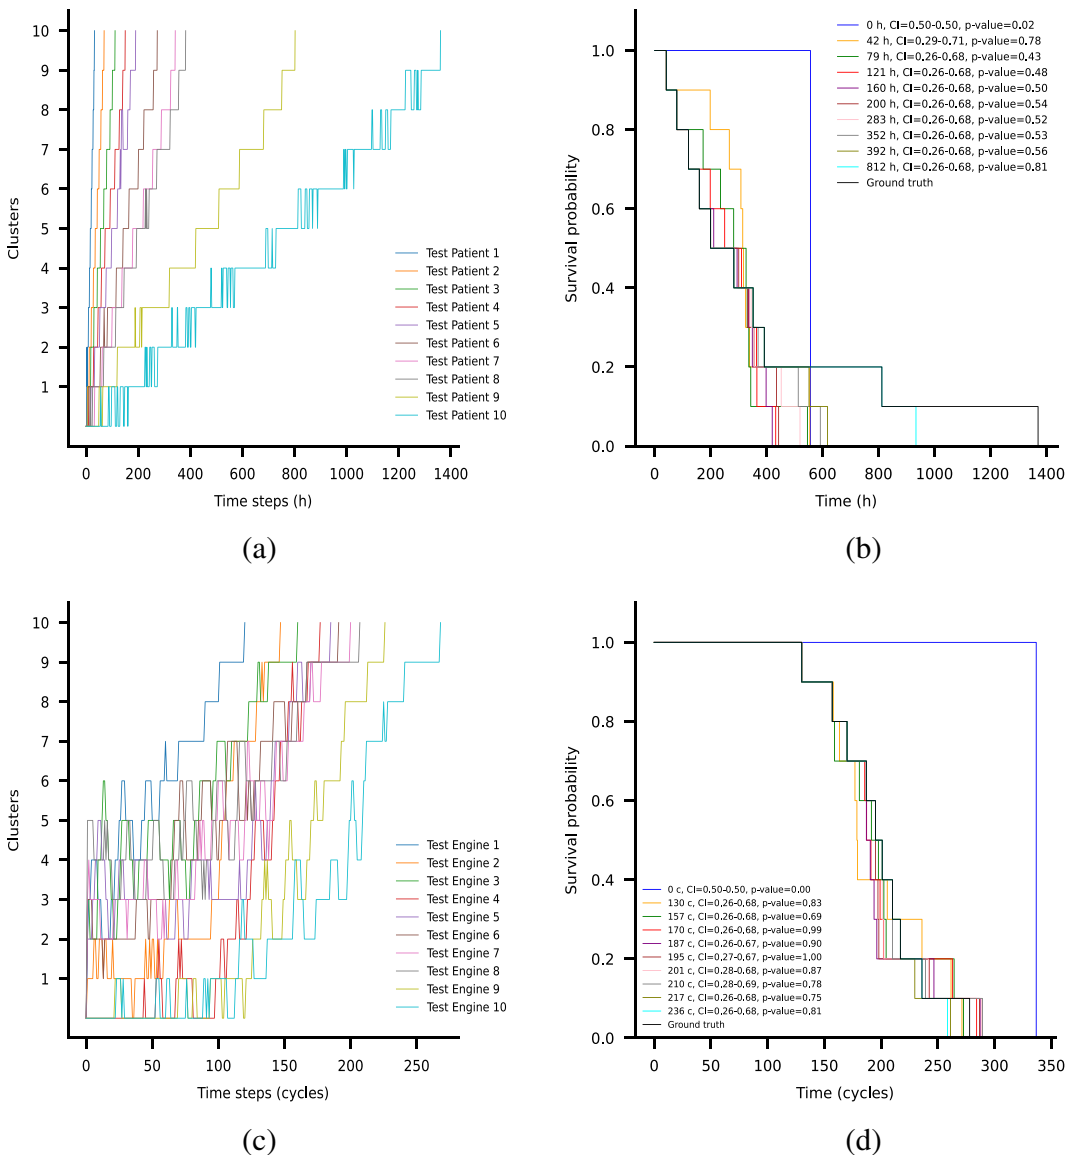 10
9
8
7
6
5
4
3
2
1
Clusters
Test Patient 1
Test Patient 2
Test Patient 3
Test Patient 4
Test Patient 5
Test Patient 6
Test Patient 7
Test Patient 8
Test Patient 9
Test Patient 10
0 200 400 600 800 1000 1200 1400
Time steps (h)
(a)
0 h, CI=0.50-0.50, p-value=0.02
42 h, CI=0.29-0.71, p-value=0.78
79 h, CI=0.26-0.68, p-value=0.43
121 h, CI=0.26-0.68, p-value=0.48
160 h, CI=0.26-0.68, p-value=0.50
200 h, CI=0.26-0.68, p-value=0.54
283 h, CI=0.26-0.68, p-value=0.52
352 h, CI=0.26-0.68, p-value=0.53
392 h, CI=0.26-0.68, p-value=0.56
812 h, CI=0.26-0.68, p-value=0.81
Ground truth
1.0
0.8
0.6
0.4
0.2
0.0
Survival probability
0 200 400 600 800 1000 1200 1400
Time (h)
(b)
10
9
8
7
6
5
4
3
2
1
Clusters
Test Engine 1
Test Engine 2
Test Engine 3
Test Engine 4
Test Engine 5
Test Engine 6
Test Engine 7
Test Engine 8
Test Engine 9
Test Engine 10
0 50 100 150 200 250
Time steps (cycles)
(c)
1.0
0.8
0.6
0.4
0.2
0.0
Survival probability
0 c, CI=0.50-0.50, p-value=0.00
130 c, CI=0.26-0.68, p-value=0.83
157 c, CI=0.26-0.68, p-value=0.69
170 c, CI=0.26-0.68, p-value=0.99
187 c, CI=0.26-0.67, p-value=0.90
195 c, CI=0.27-0.67, p-value=1.00
201 c, CI=0.28-0.68, p-value=0.87
210 c, CI=0.28-0.69, p-value=0.78
217 c, CI=0.26-0.68, p-value=0.75
236 c, CI=0.26-0.68, p-value=0.81
Ground truth
0 50 100 150 200 250 300 350
Time (cycles)
(d)